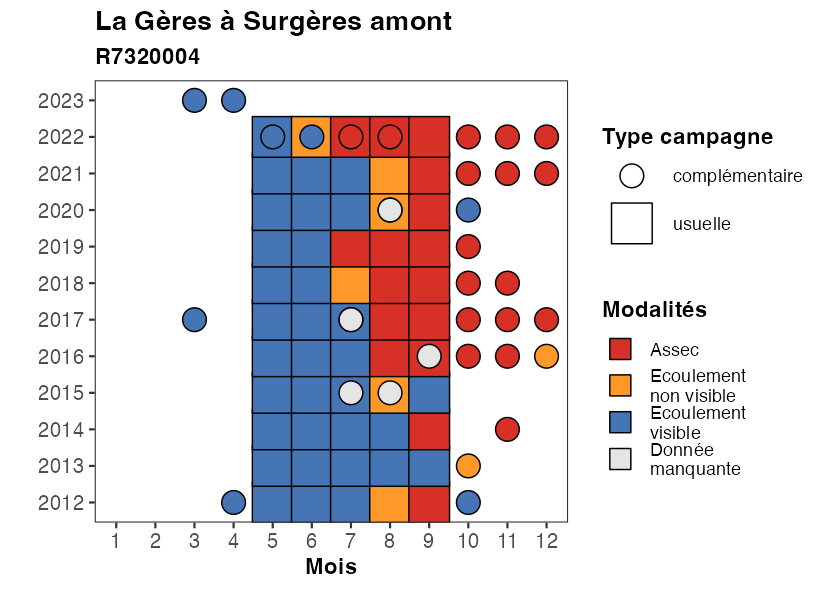 La Gères à Surgères amont
R7320004
2023
2022
2021
2020
2019
2018
2017
2016
2015
2014
2013
2012
1 2 3 4 5 6 7 8 9 10 11 12
Mois
Type campagne
complémentaire
usuelle
Modalités
Assec
Ecoulement
non visible
Ecoulement
visible
Donnée
manquante